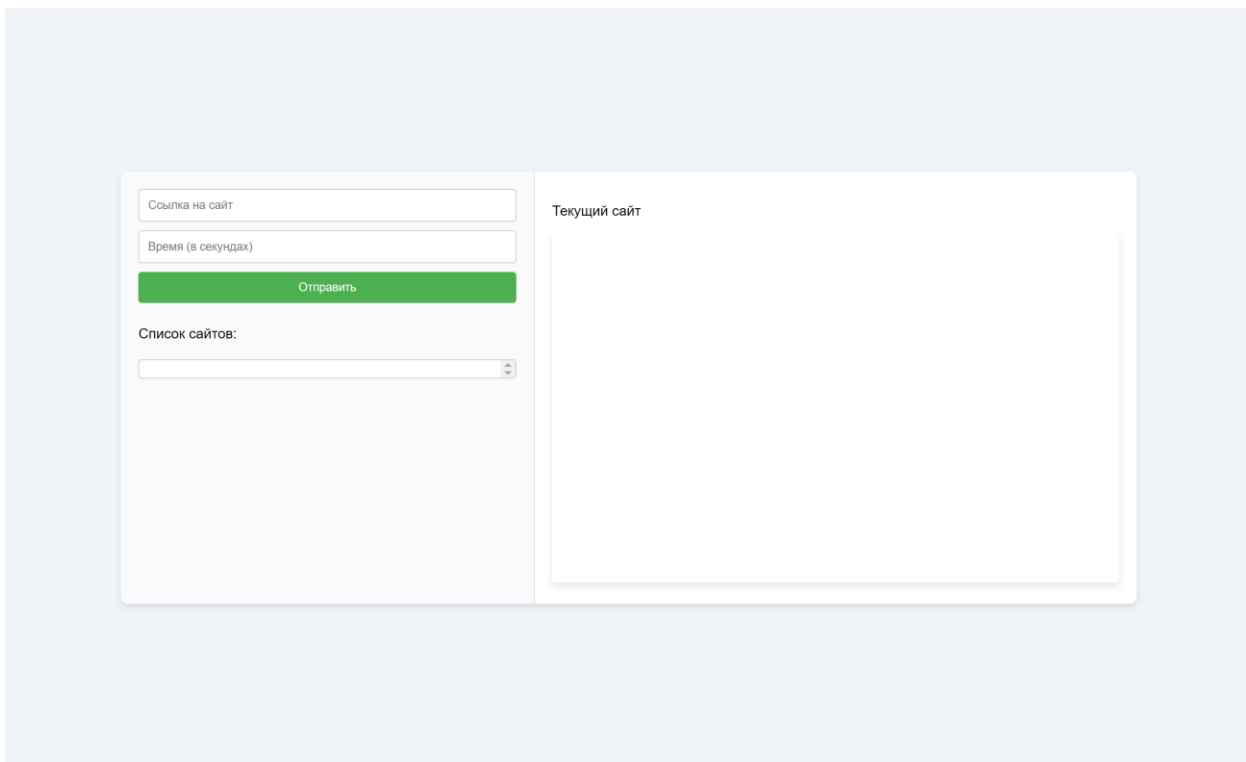 Ссылка на сайт
Время (в секундах)
Отправить
Список сайтов:
Текущий сайт